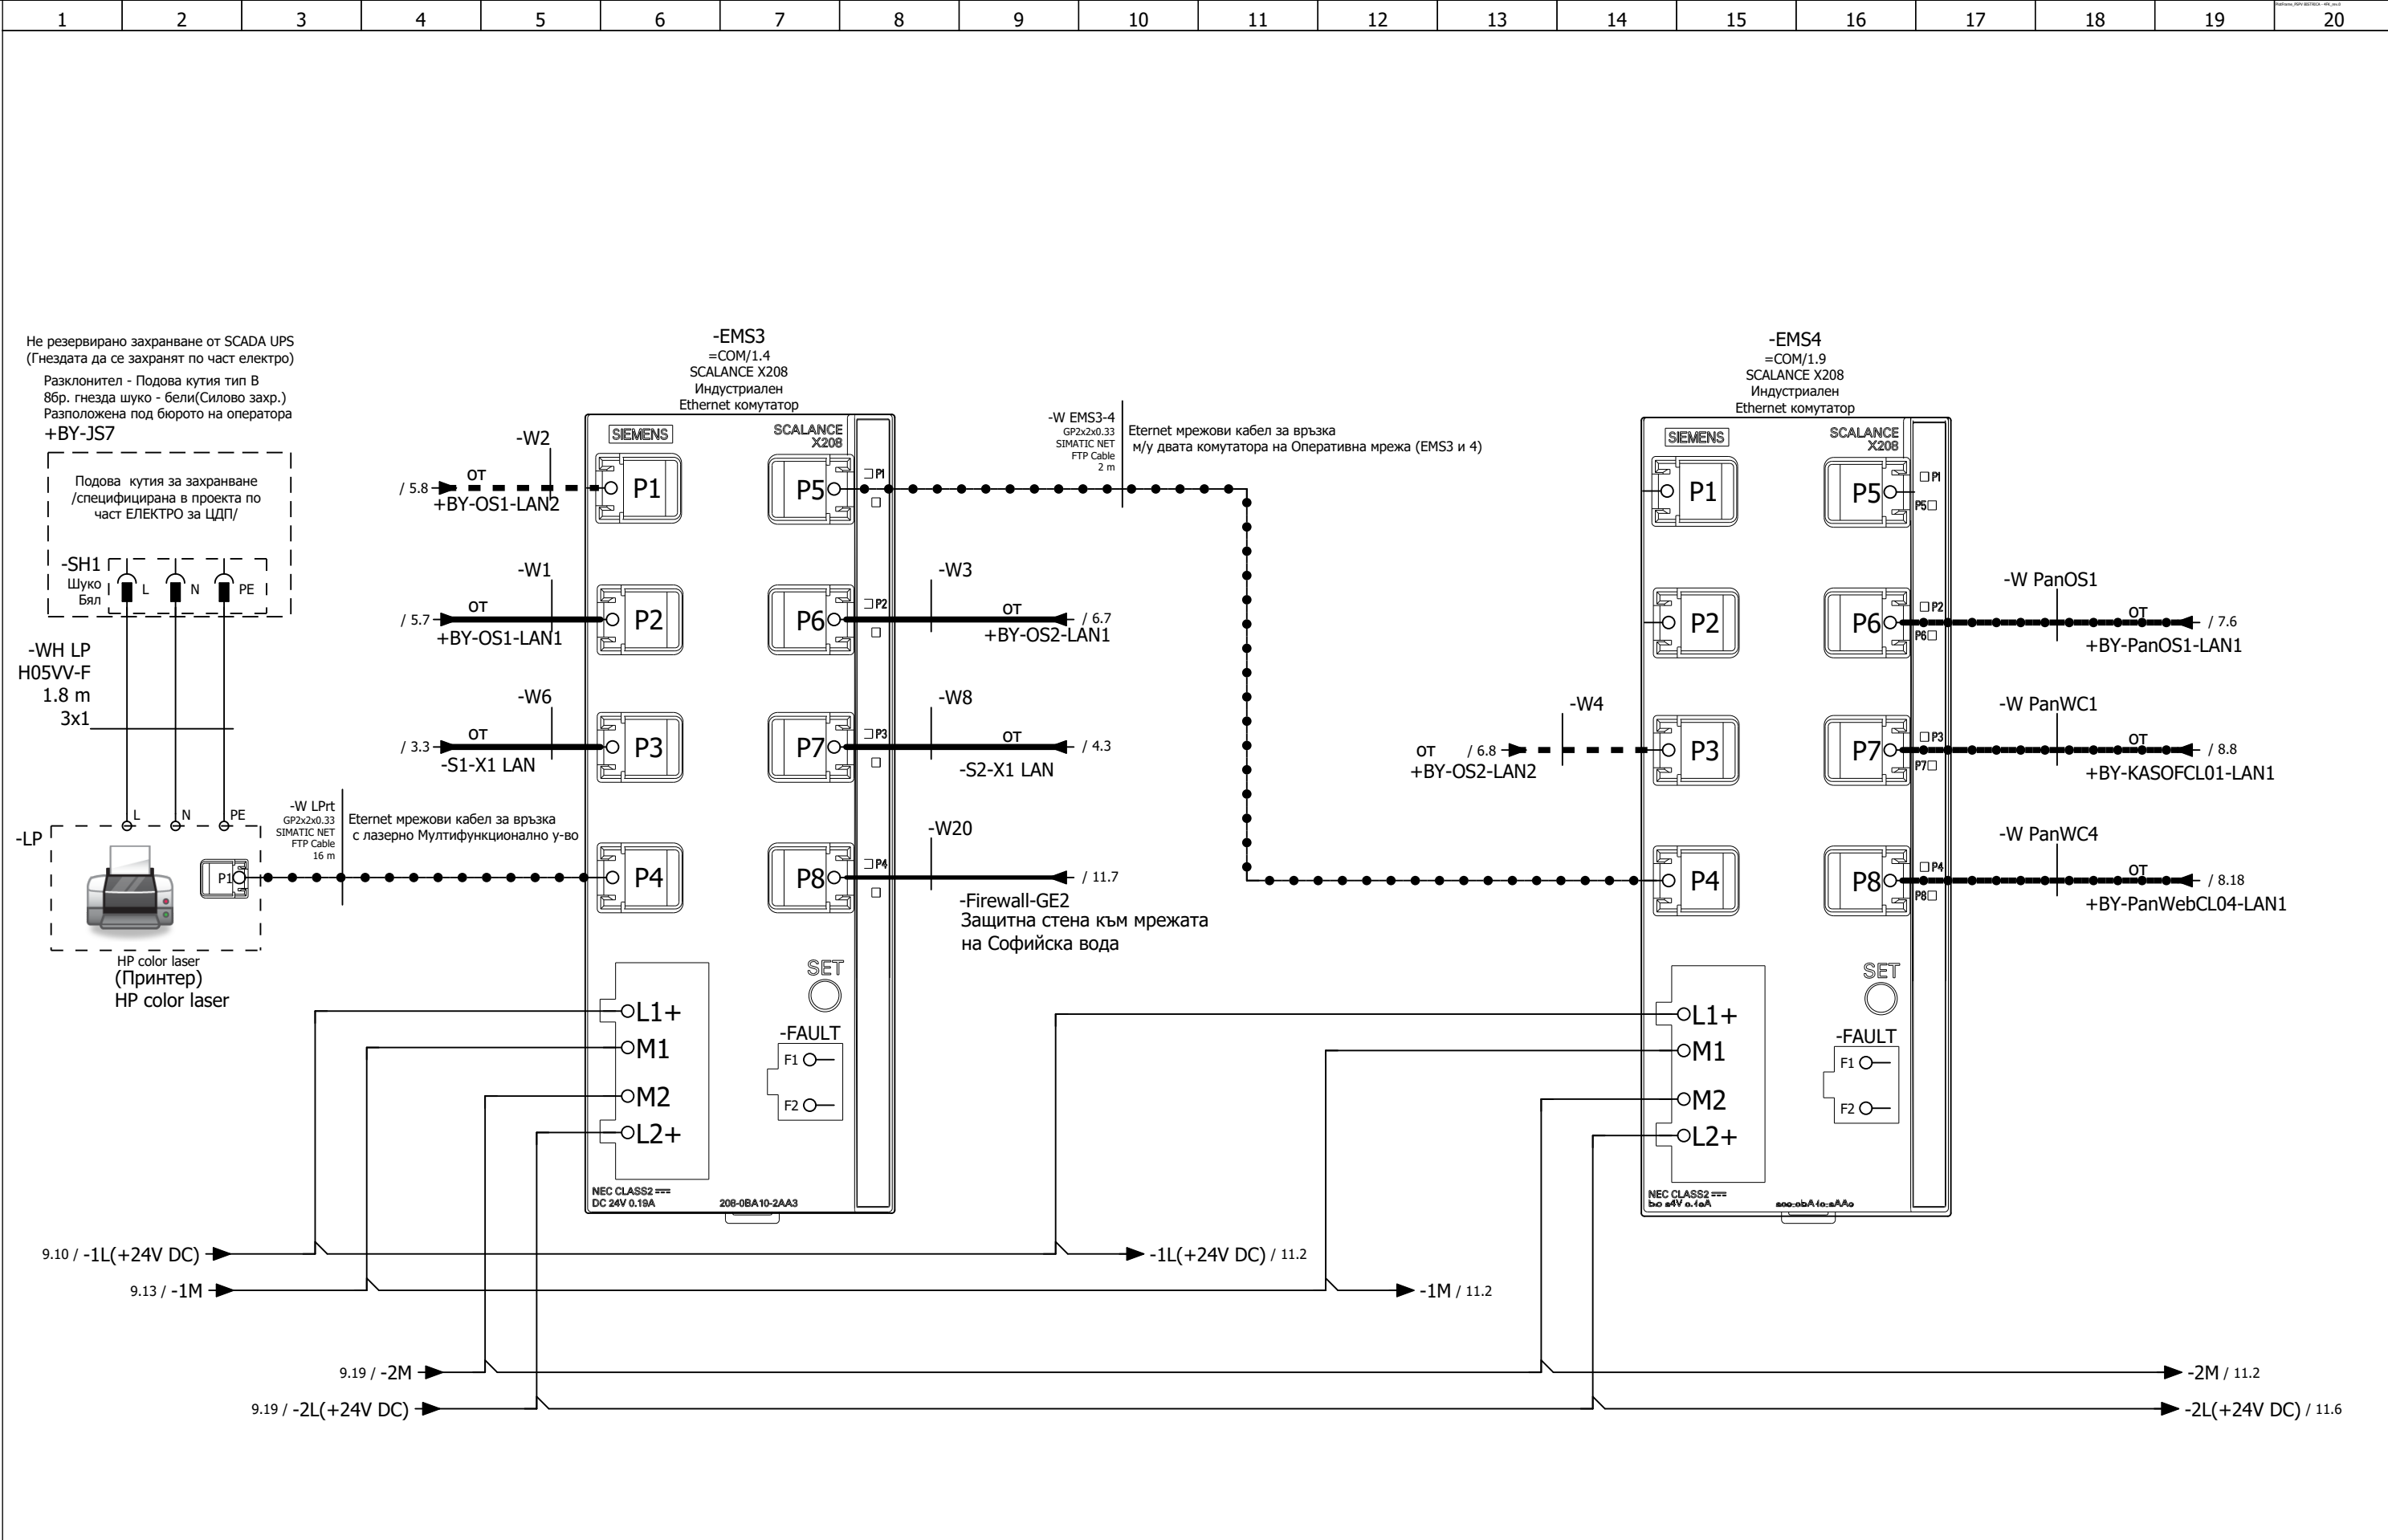 1 2 3 4 5 6 7 8 9 10 11 12 13 14 15 16 17 18 19 20
Не резервирано захранване от SCADA UPS
(Гнездата да се захранят по част електро)
Разклонител - Подова кутия тип B
8бр. гнезда шуко - бели(Силово захр.)
Разположена под бюрото на оператора
+BY-JS7
Подова кутия за захранване
/специфицирана в проекта по
част ЕЛЕКТРО за ЦДП/
-SH1
Шуко
Бял
L
N
PE
-WH LP
H05VV-F
1.8 m
3x1
L
N
PE
-LP
P1
HP color laser
(Принтер)
HP color laser
-W LPrt
GP2x2x0.33
SIMATIC NET
FTP Cable
16 m
Eternet мрежови кабел за връзка
с лазерно Мултифункционално у-во
-W2
/ 5.8
от
+BY-OS1-LAN2
-W1
/ 5.7
от
+BY-OS1-LAN1
-W6
/ 3.3
от
-S1-X1 LAN
-EMS3
=COM/1.4
SCALANCE X208
Индустриален
Ethernet комутатор
SIEMENS
SCALANCE
X208
P1
P5
P1
P2
P6
P2
P3
P7
P3
P4
P8
P4
SET
L1+
M1
M2
L2+
-FAULT
F1
F2
NEC CLASS2
DC 24V 0.19A
208-0BA10-2AA3
-W3
от
/ 6.7
+BY-OS2-LAN1
-W8
от
/ 4.3
-S2-X1 LAN
-W20
/ 11.7
-Firewall-GE2
Защитна стена към мрежата
на Софийска вода
-W EMS3-4
GP2x2x0.33
SIMATIC NET
FTP Cable
2 m
Eternet мрежови кабел за връзка
м/у двата комутатора на Оперативна мрежа (EMS3 и 4)
-W4
от / 6.8
+BY-OS2-LAN2
-EMS4
=COM/1.9
SCALANCE X208
Индустриален
Ethernet комутатор
SIEMENS
SCALANCE
X208
P1
P5
P1
P5
P2
P6
P2
P6
P3
P7
P3
P7
P4
P8
P4
P8
SET
L1+
M1
M2
L2+
-FAULT
F1
F2
NEC CLASS2
-W PanOS1
от
/ 7.6
+BY-PanOS1-LAN1
-W PanWC1
от
/ 8.8
+BY-KASOFCL01-LAN1
-W PanWC4
от
/ 8.18
+BY-PanWebCL04-LAN1
9.10 / -1L(+24V DC)
-1L(+24V DC) / 11.2
9.13 / -1M
-1M / 11.2
9.19 / -2M
-2M / 11.2
9.19 / -2L(+24V DC)
-2L(+24V DC) / 11.6